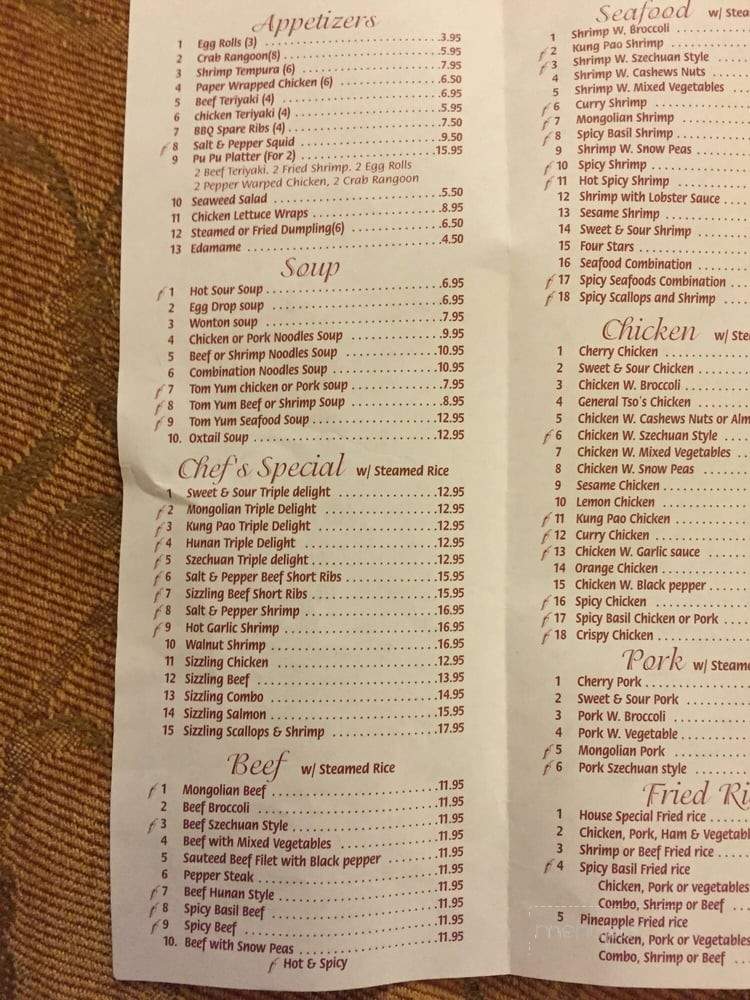 Appetizers
1 Egg Rolls (3) .3.95
2 Crab Rangoon(8) .5.95
3 Shrimp Tempura (6) .7.95
4 Paper Wrapped Chicken (6) .6.50
5 Beef Teriyaki (4) .6.95
6 chicken Teriyaki (4) .5.95
7 BBQ Spare Ribs (4) .7.50
8 Salt & Pepper Squid .9.50
9 Pu Pu Platter (For 2) .15.95
2 Beef Teriyaki, 2 Fried Shrimp, 2 Egg Rolls
2 Pepper Warped Chicken, 2 Crab Rangoon
10 Seaweed Salad .5.50
11 Chicken Lettuce Wraps .8.95
12 Steamed or Fried Dumpling(6) .6.50
13 Edamame .4.50
Soup
1 Hot Sour Soup .6.95
2 Egg Drop soup .6.95
3 Wonton soup .7.95
4 Chicken or Pork Noodles Soup .9.95
5 Beef or Shrimp Noodles Soup .10.95
6 Combination Noodles Soup .10.95
7 Tom Yum chicken or Pork soup .7.95
8 Tom Yum Beef or Shrimp Soup .8.95
9 Tom Yum Seafood Soup .12.95
10. Oxtail Soup .12.95
Chef's Special w/ Steamed Rice
1 Sweet & Sour Triple delight .12.95
2 Mongolian Triple Delight .12.95
3 Kung Pao Triple Delight .12.95
4 Hunan Triple Delight .12.95
5 Szechuan Triple delight .12.95
6 Salt & Pepper Beef Short Ribs .15.95
7 Sizzling Beef Short Ribs .15.95
8 Salt & Pepper Shrimp .16.95
9 Hot Garlic Shrimp .16.95
10 Walnut Shrimp .16.95
11 Sizzling Chicken .12.95
12 Sizzling Beef .13.95
13 Sizzling Combo .14.95
14 Sizzling Salmon .15.95
15 Sizzling Scallops & Shrimp .17.95
Beef w/ Steamed Rice
1 Mongolian Beef .11.95
2 Beef Broccoli .11.95
3 Beef Szechuan Style .11.95
4 Beef with Mixed Vegetables .11.95
5 Sauteed Beef Filet with Black pepper .11.95
6 Pepper Steak .11.95
7 Beef Hunan Style .11.95
8 Spicy Basil Beef .11.95
9 Spicy Beef .11.95
10. Beef with Snow Peas .11.95
Hot & Spicy
Seafood w/ Stea
1 Shrimp W. Broccoli
2 Kung Pao Shrimp
3 Shrimp W. Szechuan Style
4 Shrimp W. Cashews Nuts
5 Shrimp W. Mixed Vegetables
6 Curry Shrimp
7 Mongolian Shrimp
8 Spicy Basil Shrimp
9 Shrimp W. Snow Peas
10 Spicy Shrimp
11 Hot Spicy Shrimp
12 Shrimp with Lobster Sauce
13 Sesame Shrimp
14 Sweet & Sour Shrimp
15 Four Stars
16 Seafood Combination
17 Spicy Seafoods Combination
18 Spicy Scallops and Shrimp
Chicken w/ Ste
1 Cherry Chicken
2 Sweet & Sour Chicken
3 Chicken W. Broccoli
4 General Tso's Chicken
5 Chicken W. Cashews Nuts or Alm
6 Chicken W. Szechuan Style
7 Chicken W. Mixed Vegetables
8 Chicken W. Snow Peas
9 Sesame Chicken
10 Lemon Chicken
11 Kung Pao Chicken
12 Curry Chicken
13 Chicken W. Garlic sauce
14 Orange Chicken
15 Chicken W. Black pepper
16 Spicy Chicken
17 Spicy Basil Chicken or Pork
18 Crispy Chicken
Pork w/ Steame
1 Cherry Pork
2 Sweet & Sour Pork
3 Pork W. Broccoli
4 Pork W. Vegetable
5 Mongolian Pork
6 Pork Szechuan style
Fried Ri
1 House Special Fried rice
2 Chicken, Pork, Ham & Vegetabl
3 Shrimp or Beef Fried rice
4 Spicy Basil Fried rice
Chicken, Pork or vegetables
Combo, Shrimp or Beef
5 Pineapple Fried rice
Chicken, Pork or Vegetables
Combo, Shrimp or Beef